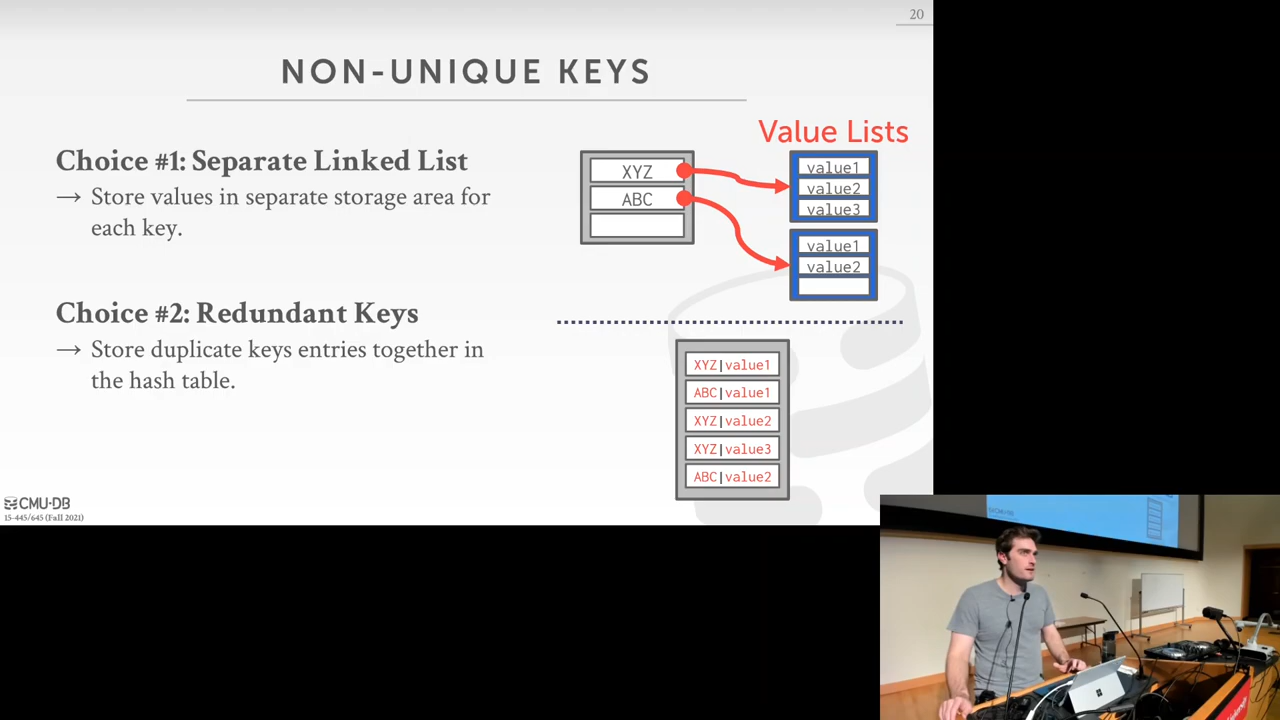 20
NON-UNIQUE KEYS
Choice #1: Separate Linked List
→ Store values in separate storage area for
each key.
Choice #2: Redundant Keys
→ Store duplicate keys entries together in
the hash table.
Value Lists
XYZ
ABC
value1
value2
value3
value1
value2
XYZ|value1
ABC|value1
XYZ|value2
XYZ|value3
ABC|value2
CMU·DB
15-445/645 (Fall 2021)